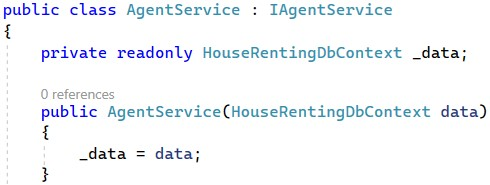 public class AgentService : IAgentService
{
    private readonly HouseRentingDbContext _data;
    0 references
    public AgentService(HouseRentingDbContext data)
    {
        _data = data;
    }